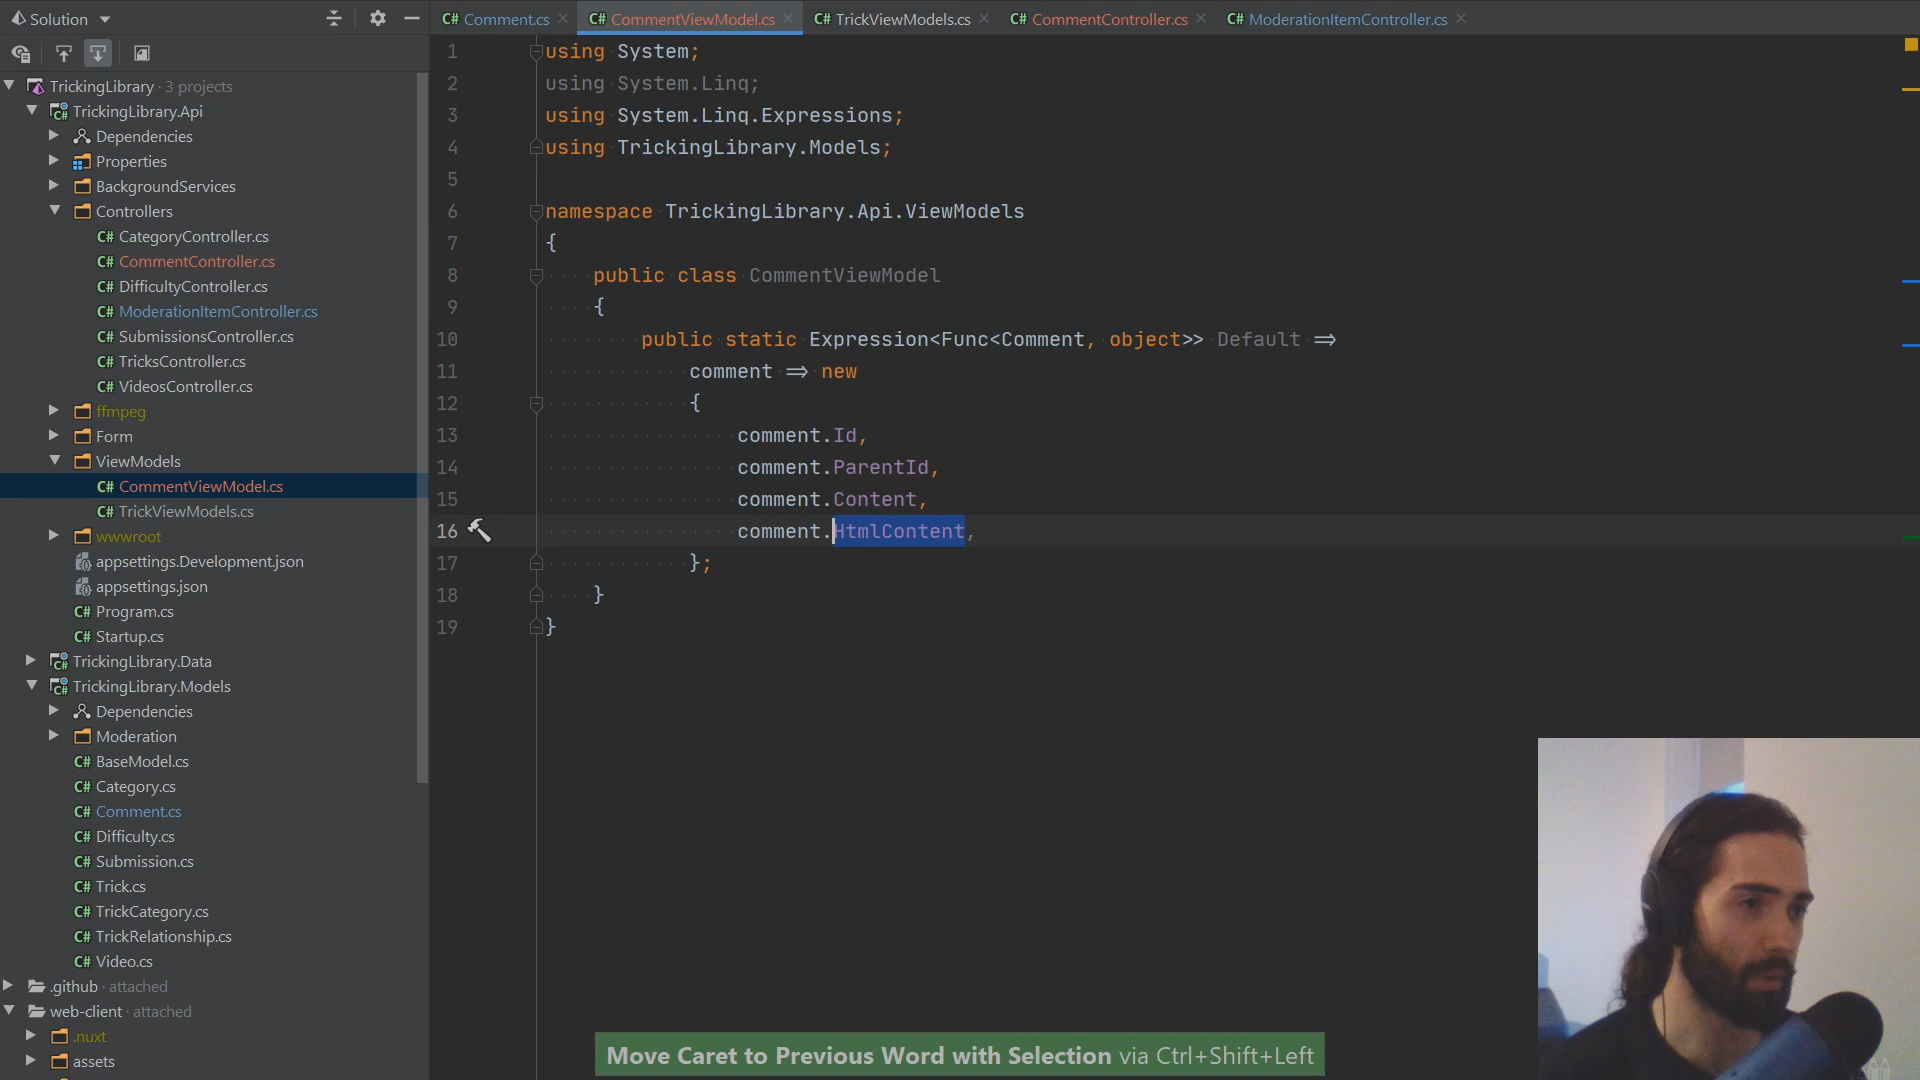 Solution
C# Comment.cs
C# CommentViewModel.cs
C# TrickViewModels.cs
C# CommentController.cs
C# ModerationItemController.cs
TrickingLibrary · 3 projects
TrickingLibrary.Api
Dependencies
Properties
BackgroundServices
Controllers
C# CategoryController.cs
C# CommentController.cs
C# DifficultyController.cs
C# ModerationItemController.cs
C# SubmissionsController.cs
C# TricksController.cs
C# VideosController.cs
ffmpeg
Form
ViewModels
C# CommentViewModel.cs
C# TrickViewModels.cs
wwwroot
appsettings.Development.json
appsettings.json
C# Program.cs
C# Startup.cs
TrickingLibrary.Data
TrickingLibrary.Models
Dependencies
Moderation
C# BaseModel.cs
C# Category.cs
C# Comment.cs
C# Difficulty.cs
C# Submission.cs
C# Trick.cs
C# TrickCategory.cs
C# TrickRelationship.cs
C# Video.cs
.github · attached
web-client · attached
.nuxt
assets
1 using System;
2 using System.Linq;
3 using System.Linq.Expressions;
4 using TrickingLibrary.Models;
5
6 namespace TrickingLibrary.Api.ViewModels
7 {
8 public class CommentViewModel
9 {
10 public static Expression<Func<Comment, object>> Default =>
11 comment => new
12 {
13 comment.Id,
14 comment.ParentId,
15 comment.Content,
16 comment.HtmlContent,
17 };
18 }
19 }
Move Caret to Previous Word with Selection via Ctrl+Shift+Left